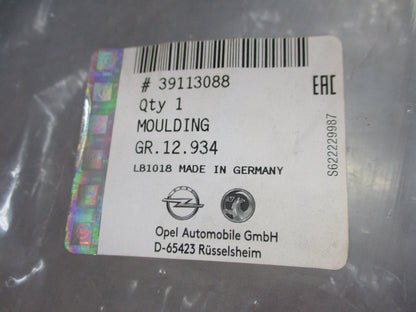 # 39113088
Qty 1
MOULDING
GR.12.934
LB1018 MADE IN GERMANY
Opel Automobile GmbH
D-65423 Rüsselsheim
EAC
S622229987